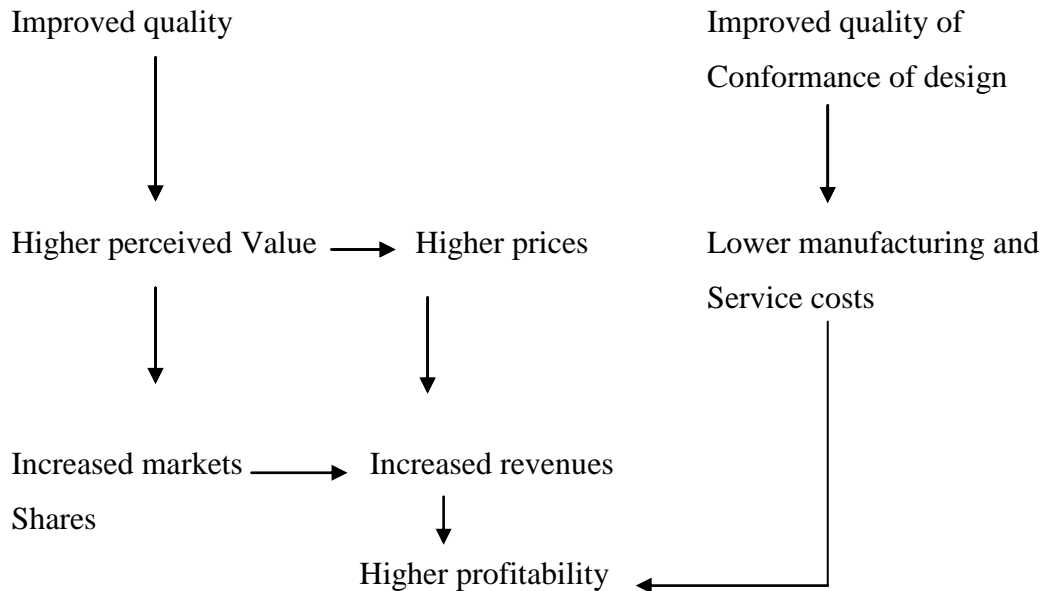 Improved quality
Improved quality of
Conformance of design
Higher perceived Value
Higher prices
Lower manufacturing and
Service costs
Increased markets
Shares
Increased revenues
Higher profitability